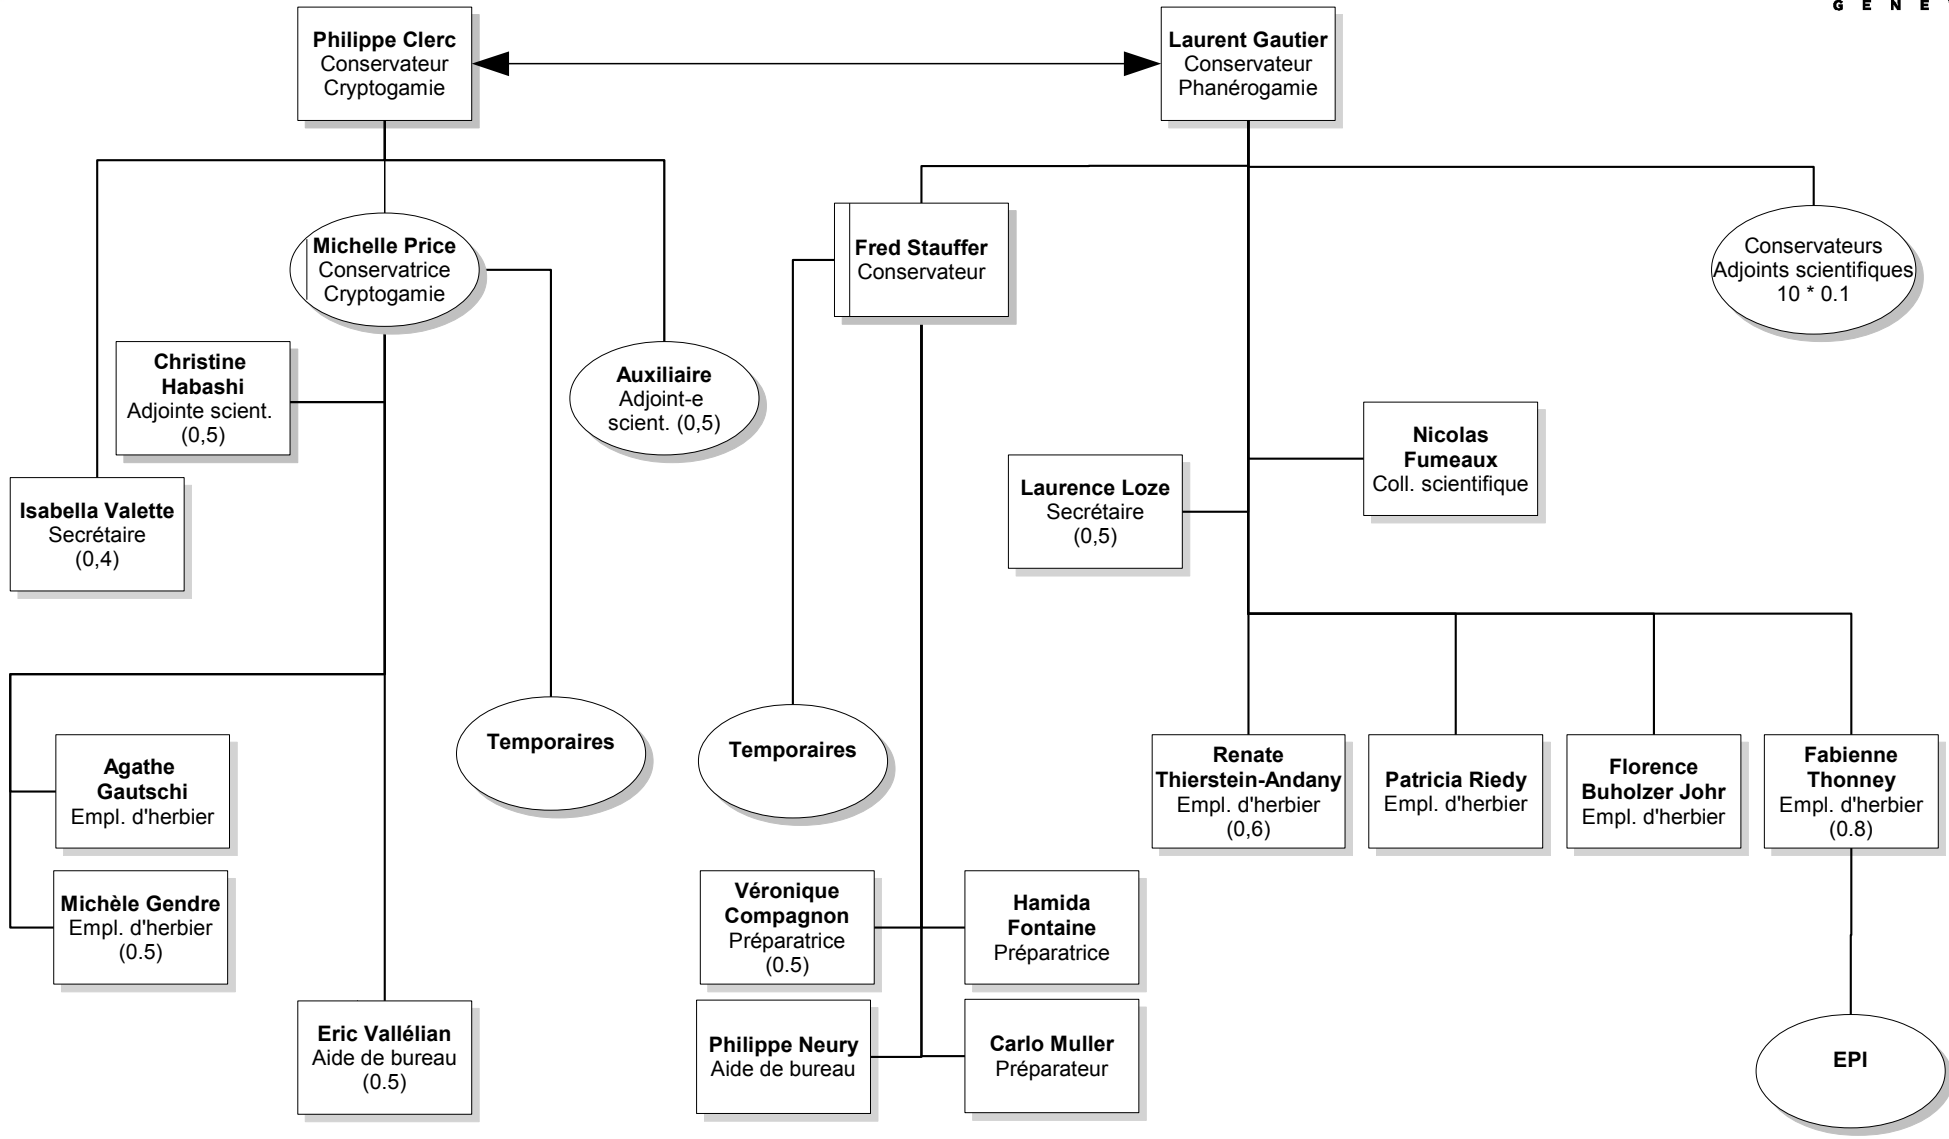 G E N E
Philippe Clerc
Conservateur
Cryptogamie
Laurent Gautier
Conservateur
Phanérogamie
Michelle Price
Conservatrice
Cryptogamie
Fred Stauffer
Conservateur
Conservateurs
Adjoints scientifiques
10 * 0.1
Christine
Habashi
Adjointe scient.
(0,5)
Auxiliaire
Adjoint-e
scient. (0,5)
Isabella Valette
Secrétaire
(0,4)
Laurence Loze
Secrétaire
(0,5)
Nicolas
Fumeaux
Coll. scientifique
Temporaires
Temporaires
Agathe
Gautschi
Empl. d'herbier
Renate
Thierstein-Andany
Empl. d'herbier
(0,6)
Patricia Riedy
Empl. d'herbier
Florence
Buholzer Johr
Empl. d'herbier
Fabienne
Thonney
Empl. d'herbier
(0.8)
Michèle Gendre
Empl. d'herbier
(0.5)
Véronique
Compagnon
Préparatrice
(0.5)
Hamida
Fontaine
Préparatrice
Eric Vallélian
Aide de bureau
(0.5)
Philippe Neury
Aide de bureau
Carlo Muller
Préparateur
EPI